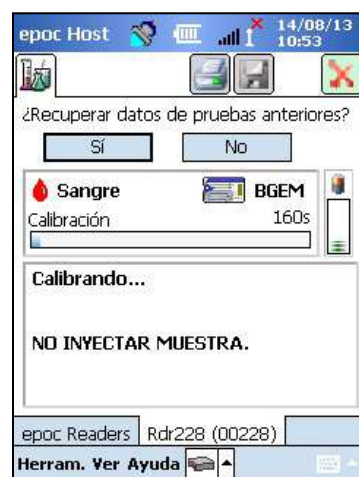 epoc Host 14/08/13
10:53
¿Recuperar datos de pruebas anteriores?
Sí No
Sangre BGEM
Calibración 160s
Calibrando...
NO INYECTAR MUESTRA.
epoc Readers Rdr228 (00228)
Herram. Ver Ayuda